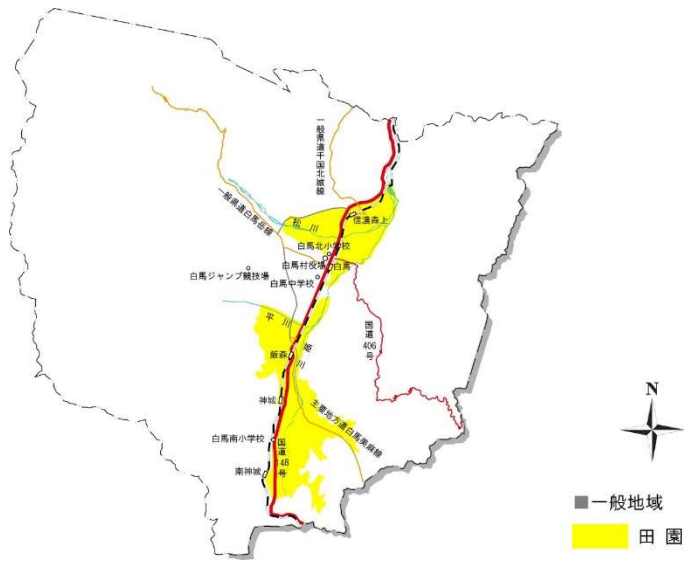 一般県道千国北城線
一般県道白馬岳線
松川
信濃森上
白馬北小学校
白馬村役場
白馬
白馬ジャンプ競技場
白馬中学校
平川
姫川
国道406号
飯森
神城
主要地方道白馬美麻線
白馬南小学校
国道148号
南神城
N
一般地域
田園